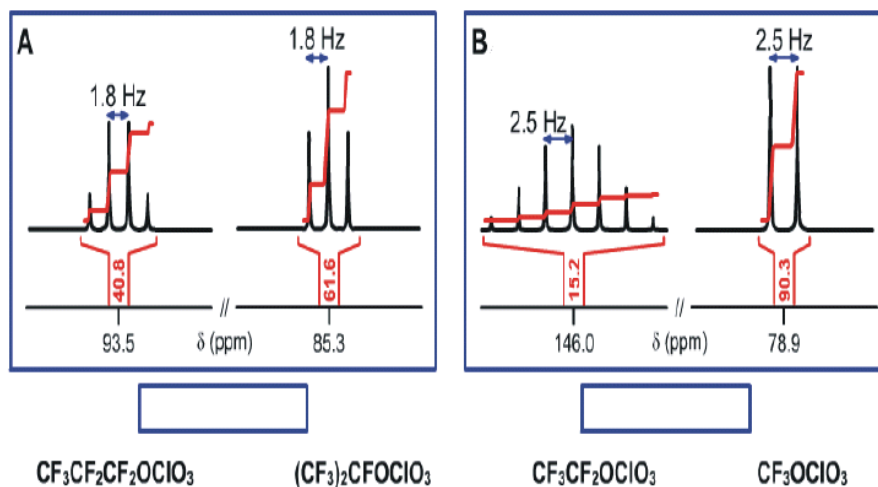 A
1.8 Hz
1.8 Hz
40.8
61.6
//
93.5
δ (ppm)
85.3
B
2.5 Hz
2.5 Hz
15.2
90.3
//
146.0
δ (ppm)
78.9
CF₃CF₂CF₂OClO₃
(CF₃)₂CFOClO₃
CF₃CF₂OClO₃
CF₃OClO₃